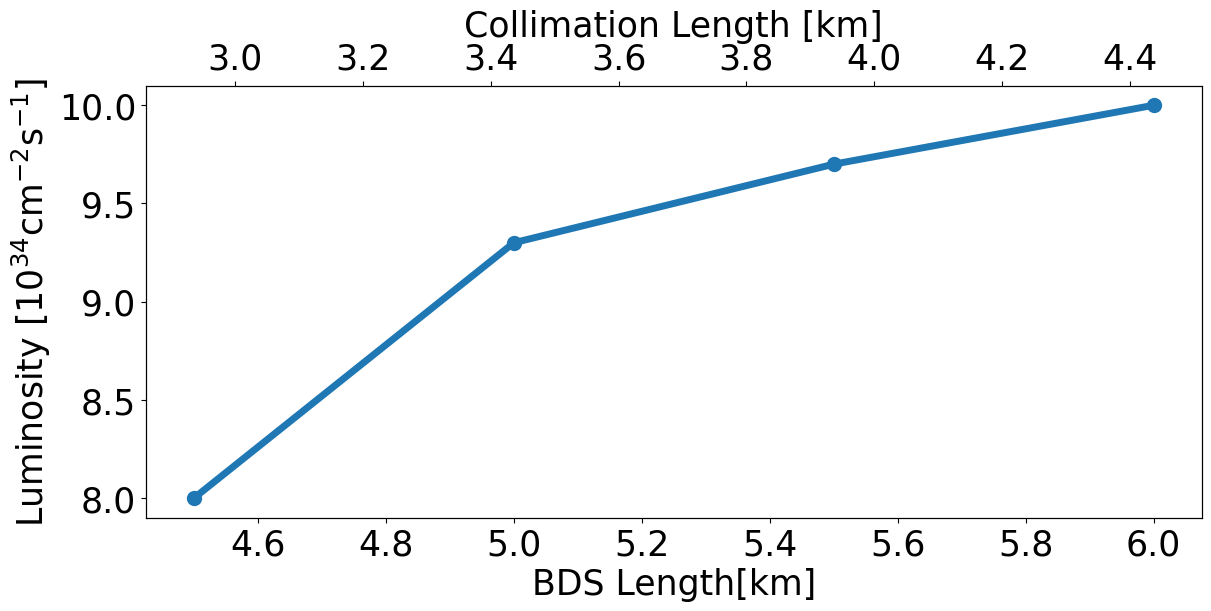 Collimation Length [km]
3.0 3.2 3.4 3.6 3.8 4.0 4.2 4.4
Luminosity [10³⁴cm⁻²s⁻¹]
10.0
9.5
9.0
8.5
8.0
4.6 4.8 5.0 5.2 5.4 5.6 5.8 6.0
BDS Length[km]